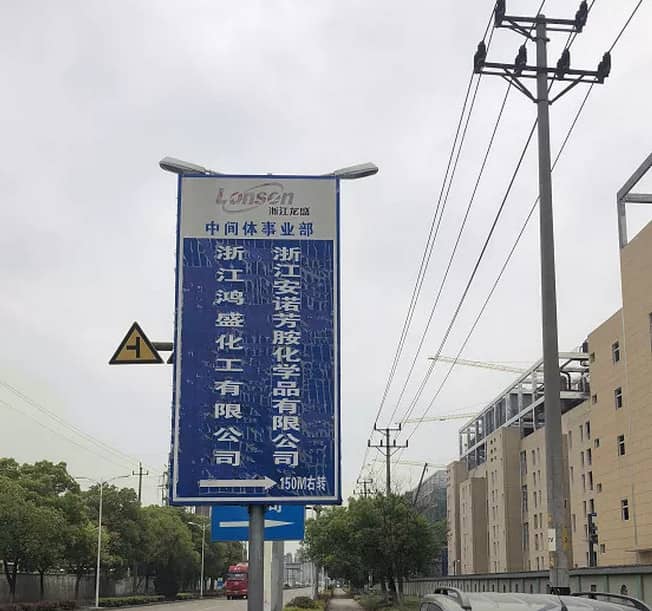 Lonsen
浙江龙盛
中间体事业部
浙江安诺芳胺化学品有限公司
浙江鸿盛化工有限公司
150M右转
司